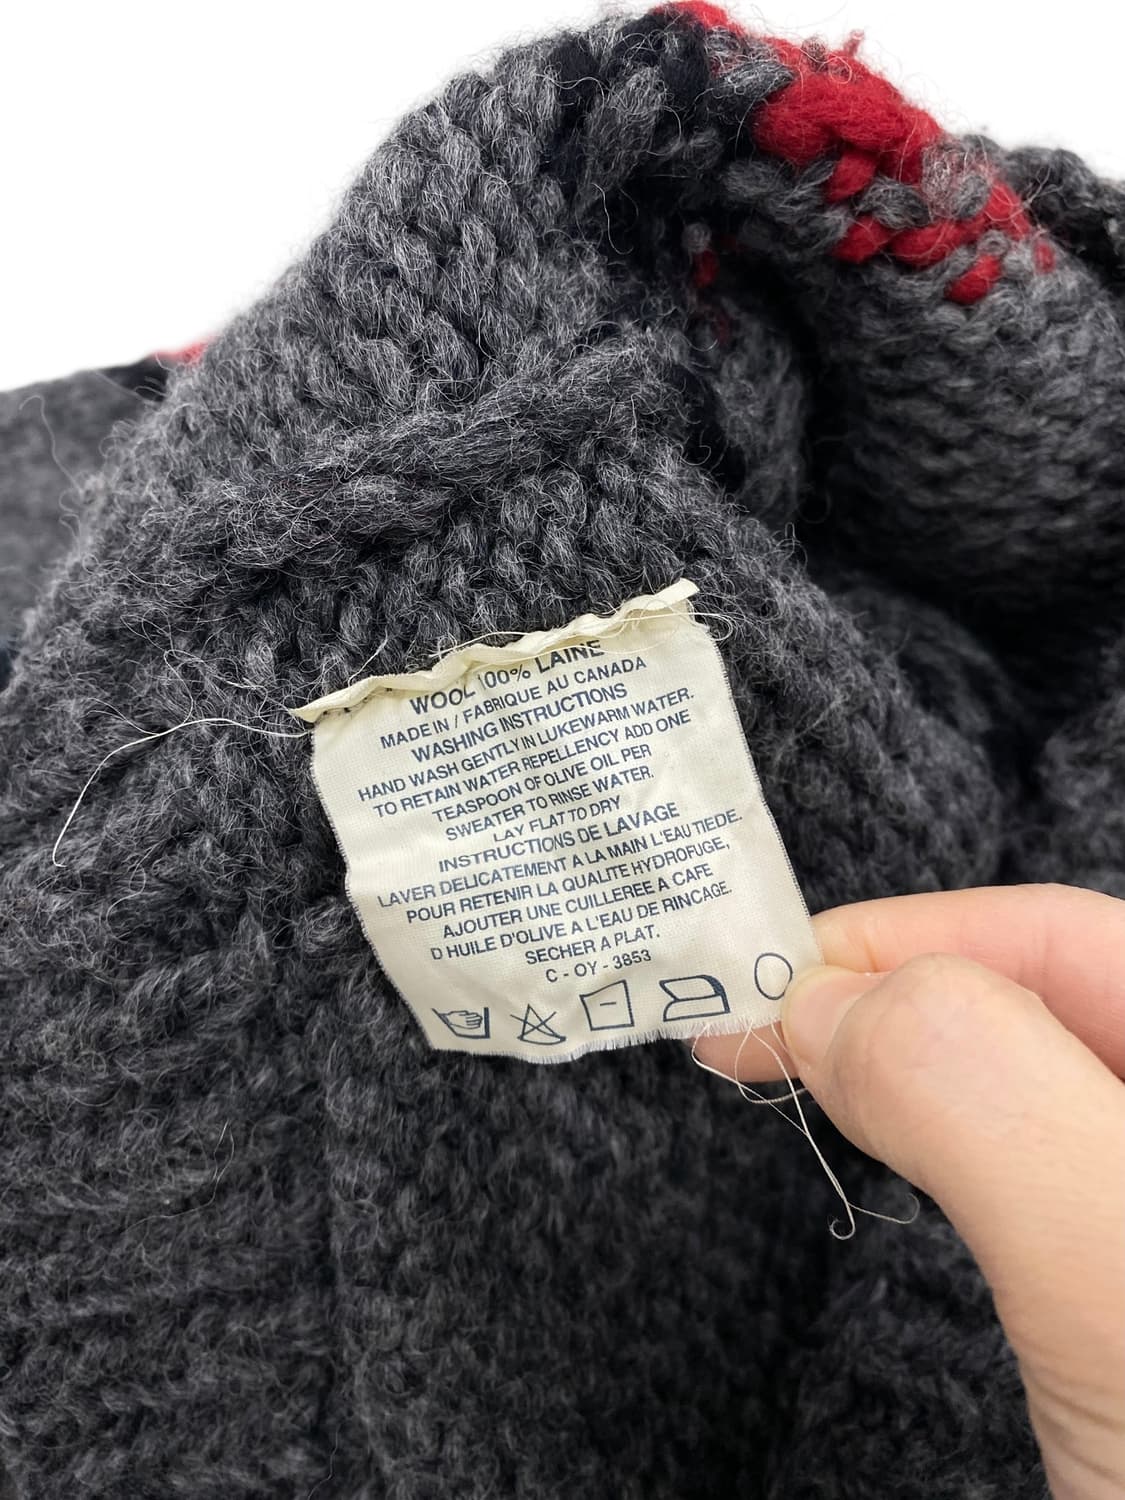 WOOL 100% LAINE
MADE IN / FABRIQUE AU CANADA
WASHING INSTRUCTIONS
HAND WASH GENTLY IN LUKEWARM WATER.
TO RETAIN WATER REPELLENCY ADD ONE
TEASPOON OF OLIVE OIL PER
SWEATER TO RINSE WATER.
LAY FLAT TO DRY
INSTRUCTIONS DE LAVAGE
LAVER DELICATEMENT A LA MAIN L'EAU TIEDE.
POUR RETENIR LA QUALITE HYDROFUGE,
AJOUTER UNE CUILLEREE A CAFE
D HUILE D'OLIVE A L'EAU DE RINCAGE.
SECHER A PLAT.
C - OY - 3853